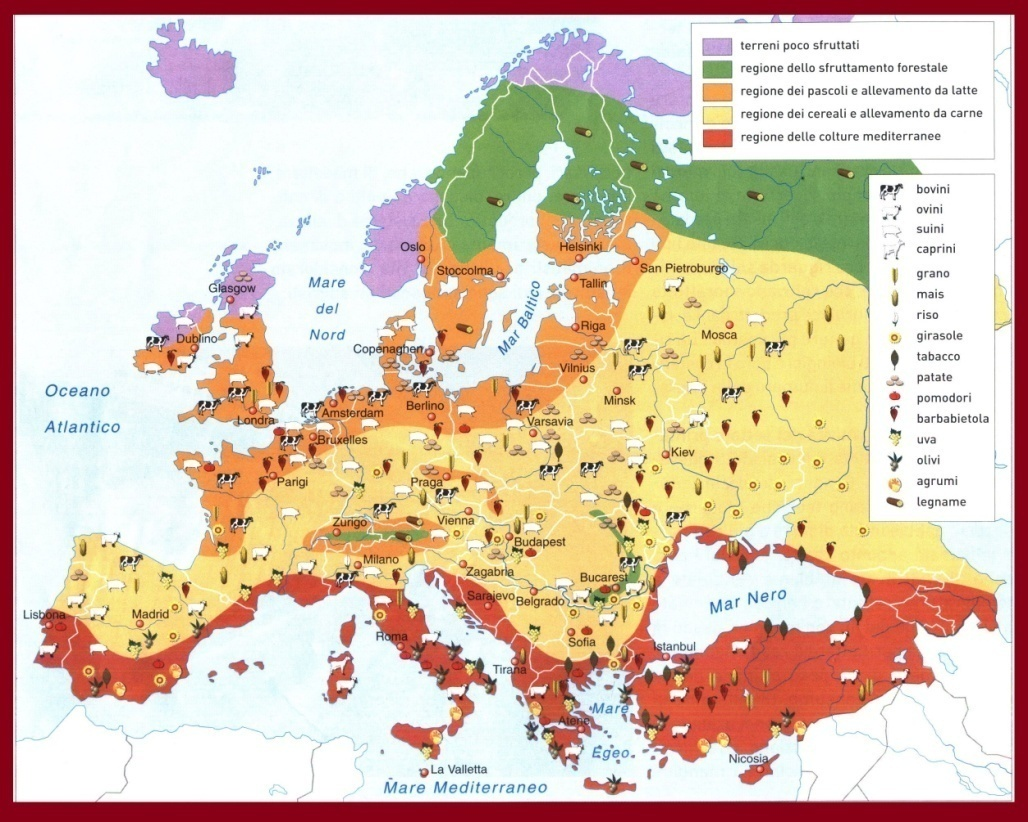 terreni poco sfruttati
regione dello sfruttamento forestale
regione dei pascoli e allevamento da latte
regione dei cereali e allevamento da carne
regione delle colture mediterranee
bovini
ovini
suini
caprini
grano
mais
riso
girasole
tabacco
patate
pomodori
barbabietola
uva
olivi
agrumi
legname
Oslo
Helsinki
Stoccolma
San Pietroburgo
Tallin
Glasgow
Mare
del
Nord
Mar Baltico
Riga
Mosca
Dublino
Copenaghen
Vilnius
Oceano
Atlantico
Minsk
Londra
Amsterdam
Berlino
Varsavia
Bruxelles
Kiev
Parigi
Praga
Zurigo
Vienna
Budapest
Milano
Zagabria
Bucarest
Sarajevo
Belgrado
Mar Nero
Lisbona
Madrid
Roma
Sofia
Istanbul
Tirana
Mare
Egeo
Atene
Nicosia
La Valletta
Mare Mediterraneo